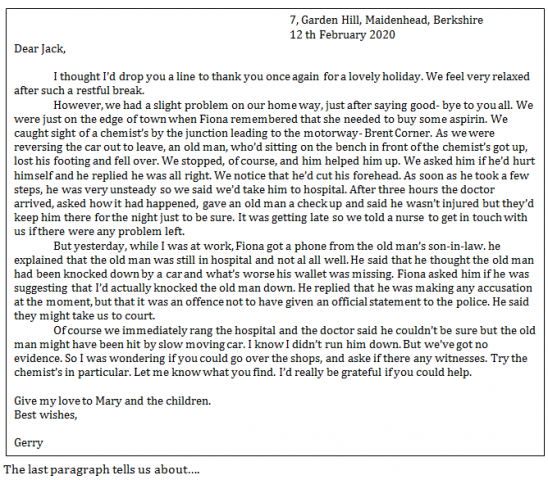 7, Garden Hill, Maidenhead, Berkshire
12 th February 2020
Dear Jack,
I thought I'd drop you a line to thank you once again for a lovely holiday. We feel very relaxed
after such a restful break.
However, we had a slight problem on our home way, just after saying good- bye to you all. We
were just on the edge of town when Fiona remembered that she needed to buy some aspirin. We
caught sight of a chemist's by the junction leading to the motorway- Brent Corner. As we were
reversing the car out to leave, an old man, who'd sitting on the bench in front of the chemist's got up,
lost his footing and fell over. We stopped, of course, and him helped him up. We asked him if he'd hurt
himself and he replied he was all right. We notice that he'd cut his forehead. As soon as he took a few
steps, he was very unsteady so we said we'd take him to hospital. After three hours the doctor
arrived, asked how it had happened, gave an old man a check up and said he wasn't injured but they'd
keep him there for the night just to be sure. It was getting late so we told a nurse to get in touch with
us if there were any problem left.
But yesterday, while I was at work, Fiona got a phone from the old man's son-in-law. he
explained that the old man was still in hospital and not al all well. He said that he thought the old man
had been knocked down by a car and what's worse his wallet was missing. Fiona asked him if he was
suggesting that I'd actually knocked the old man down. He replied that he was making any accusation
at the moment, but that it was an offence not to have given an official statement to the police. He said
they might take us to court.
Of course we immediately rang the hospital and the doctor said he couldn't be sure but the old
man might have been hit by slow moving car. I know I didn't run him down. But we've got no
evidence. So I was wondering if you could go over the shops, and aske if there any witnesses. Try the
chemist's in particular. Let me know what you find. I'd really be grateful if you could help.
Give my love to Mary and the children.
Best wishes,
Gerry
The last paragraph tells us about....